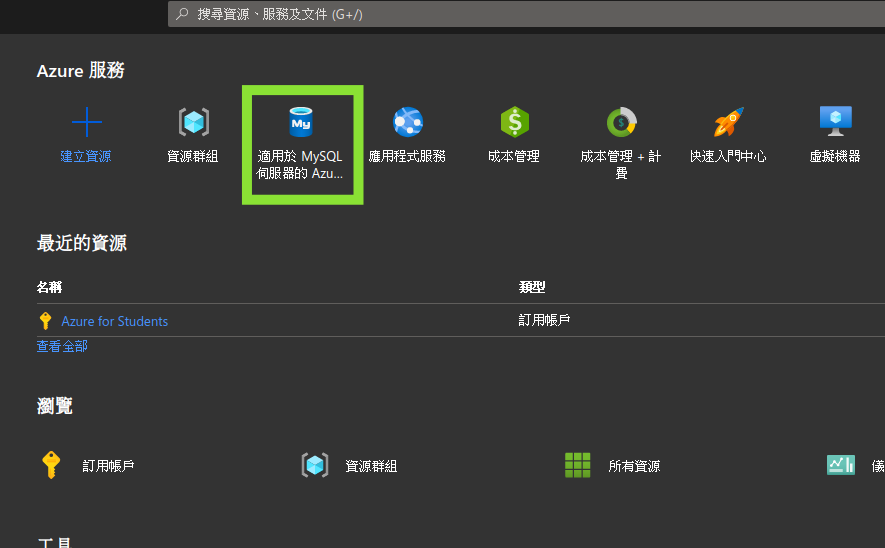 搜尋資源、服務及文件 (G+/)
Azure 服務
建立資源
資源群組
My
適用於 MySQL
伺服器的 Azu...
應用程式服務
成本管理
成本管理 + 計
費
快速入門中心
虛擬機器
最近的資源
名稱 類型
Azure for Students 訂用帳戶
查看全部
瀏覽
訂用帳戶 資源群組 所有資源 儀
工具